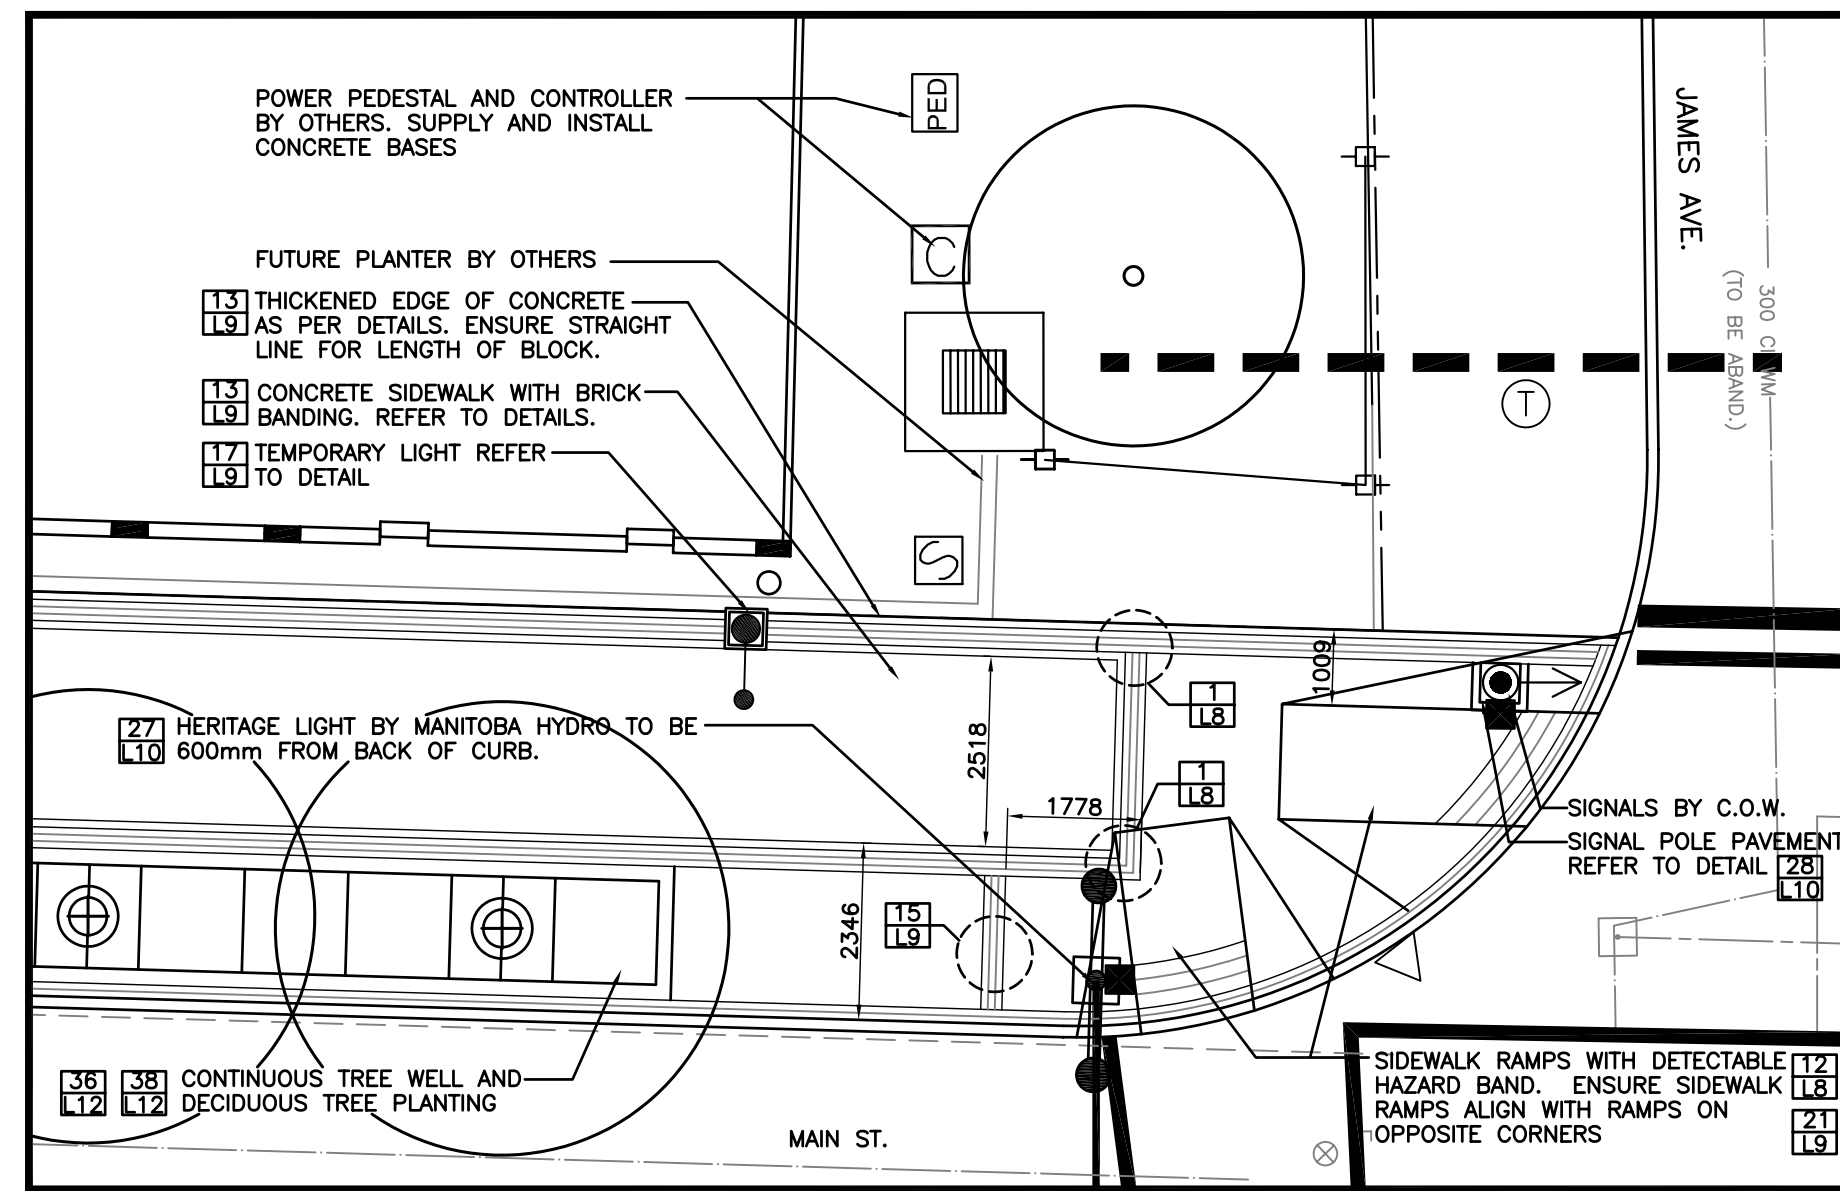 POWER PEDESTAL AND CONTROLLER
BY OTHERS. SUPPLY AND INSTALL
CONCRETE BASES
PED
C
FUTURE PLANTER BY OTHERS
13
L9
THICKENED EDGE OF CONCRETE
AS PER DETAILS. ENSURE STRAIGHT
LINE FOR LENGTH OF BLOCK.
13
L9
CONCRETE SIDEWALK WITH BRICK
BANDING. REFER TO DETAILS.
17
L9
TEMPORARY LIGHT REFER
TO DETAIL
S
T
JAMES AVE.
300 CI WM
(TO BE ABAND.)
27
L10
HERITAGE LIGHT BY MANITOBA HYDRO TO BE
600mm FROM BACK OF CURB.
2518
1778
2346
1009
1
L8
1
L8
15
L9
SIGNALS BY C.O.W.
SIGNAL POLE PAVEMENT
REFER TO DETAIL
28
L10
36
L12
38
L12
CONTINUOUS TREE WELL AND
DECIDUOUS TREE PLANTING
MAIN ST.
SIDEWALK RAMPS WITH DETECTABLE
HAZARD BAND. ENSURE SIDEWALK
RAMPS ALIGN WITH RAMPS ON
OPPOSITE CORNERS
12
L8
21
L9